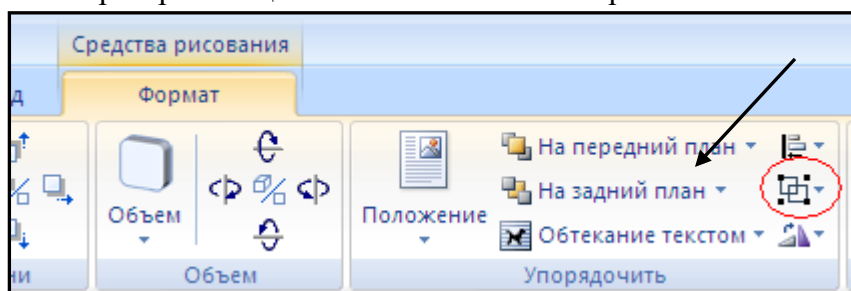 Средства рисования
д Формат
На передний план
На задний план
Объем Положение
Обтекание текстом
ни Объем Упорядочить